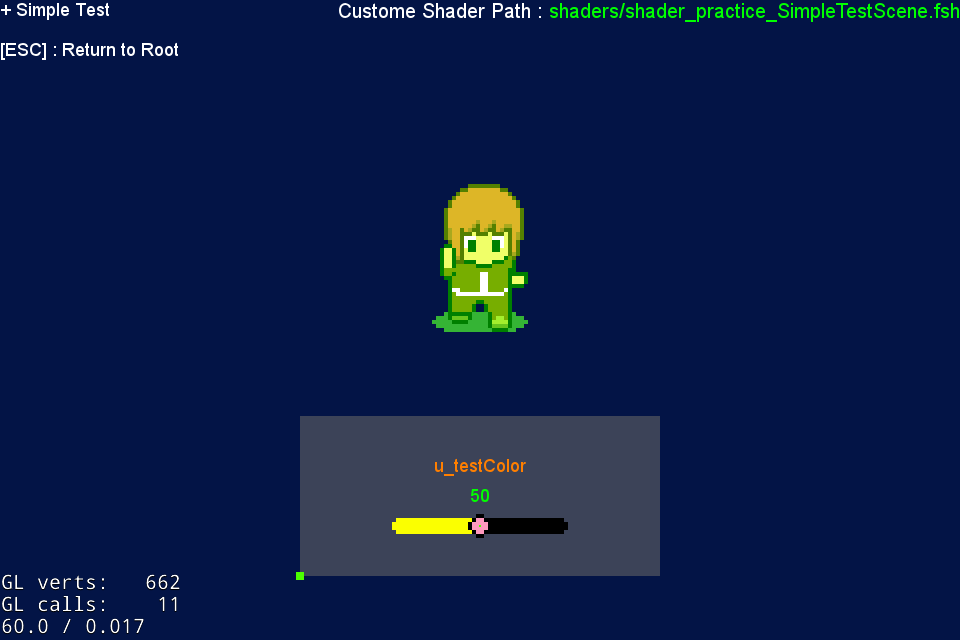 + Simple Test
Custome Shader Path : shaders/shader_practice_SimpleTestScene.fsh
[ESC] : Return to Root
u_testColor
50
GL verts: 662
GL calls: 11
60.0 / 0.017